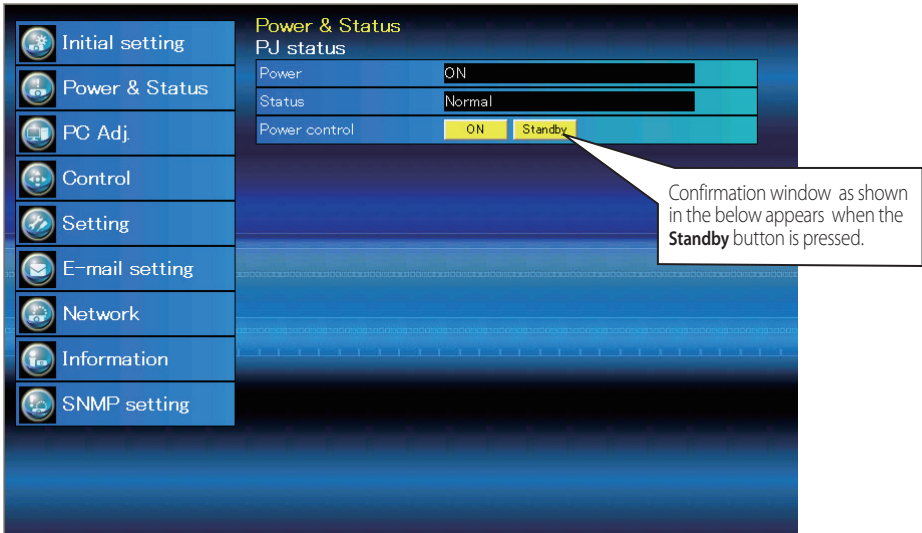 Initial setting
Power & Status
PC Adj.
Control
Setting
E-mail setting
Network
Information
SNMP setting
Power & Status
PJ status
Power ON
Status Normal
Power control ON Standby
Confirmation window as shown
in the below appears when the
Standby button is pressed.